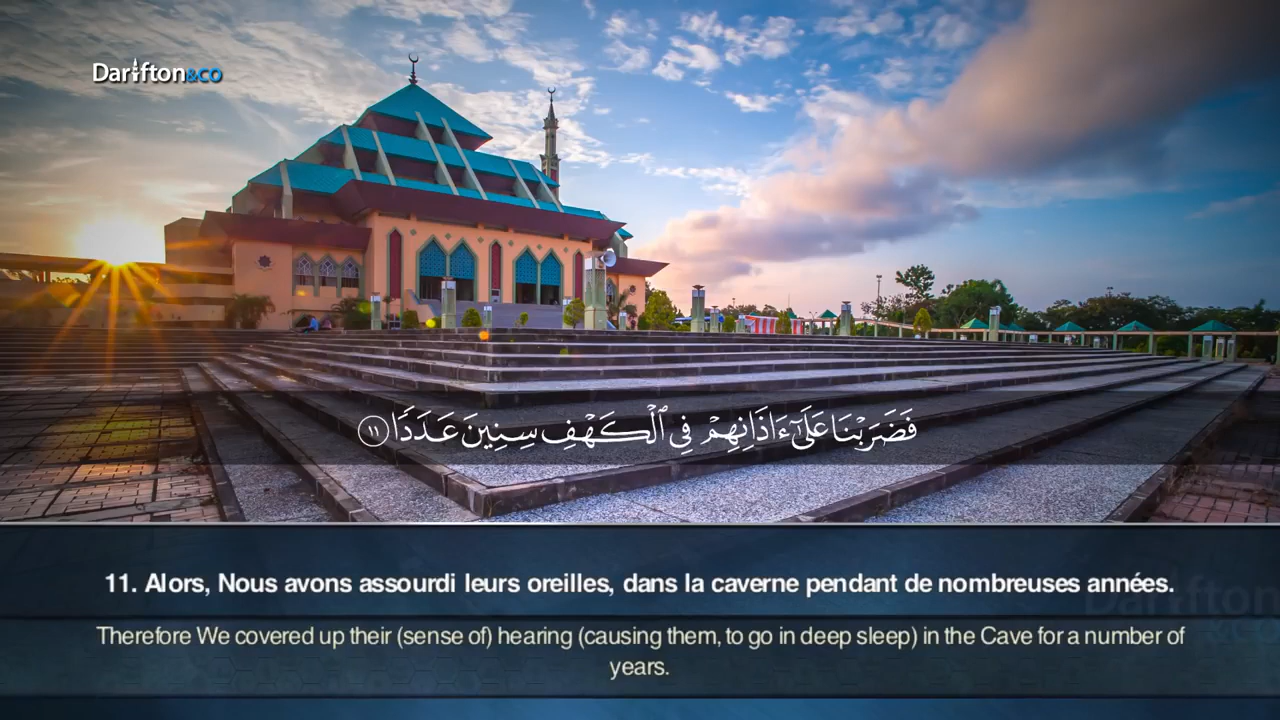 Darifton&co
فَضَرَبْنَا عَلَىٰٓ ءَاذَانِهِمْ فِى ٱلْكَهْفِ سِنِينَ عَدَدًا ١١
11. Alors, Nous avons assourdi leurs oreilles, dans la caverne pendant de nombreuses années.
Darifton
&co
Therefore We covered up their (sense of) hearing (causing them, to go in deep sleep) in the Cave for a number of
years.